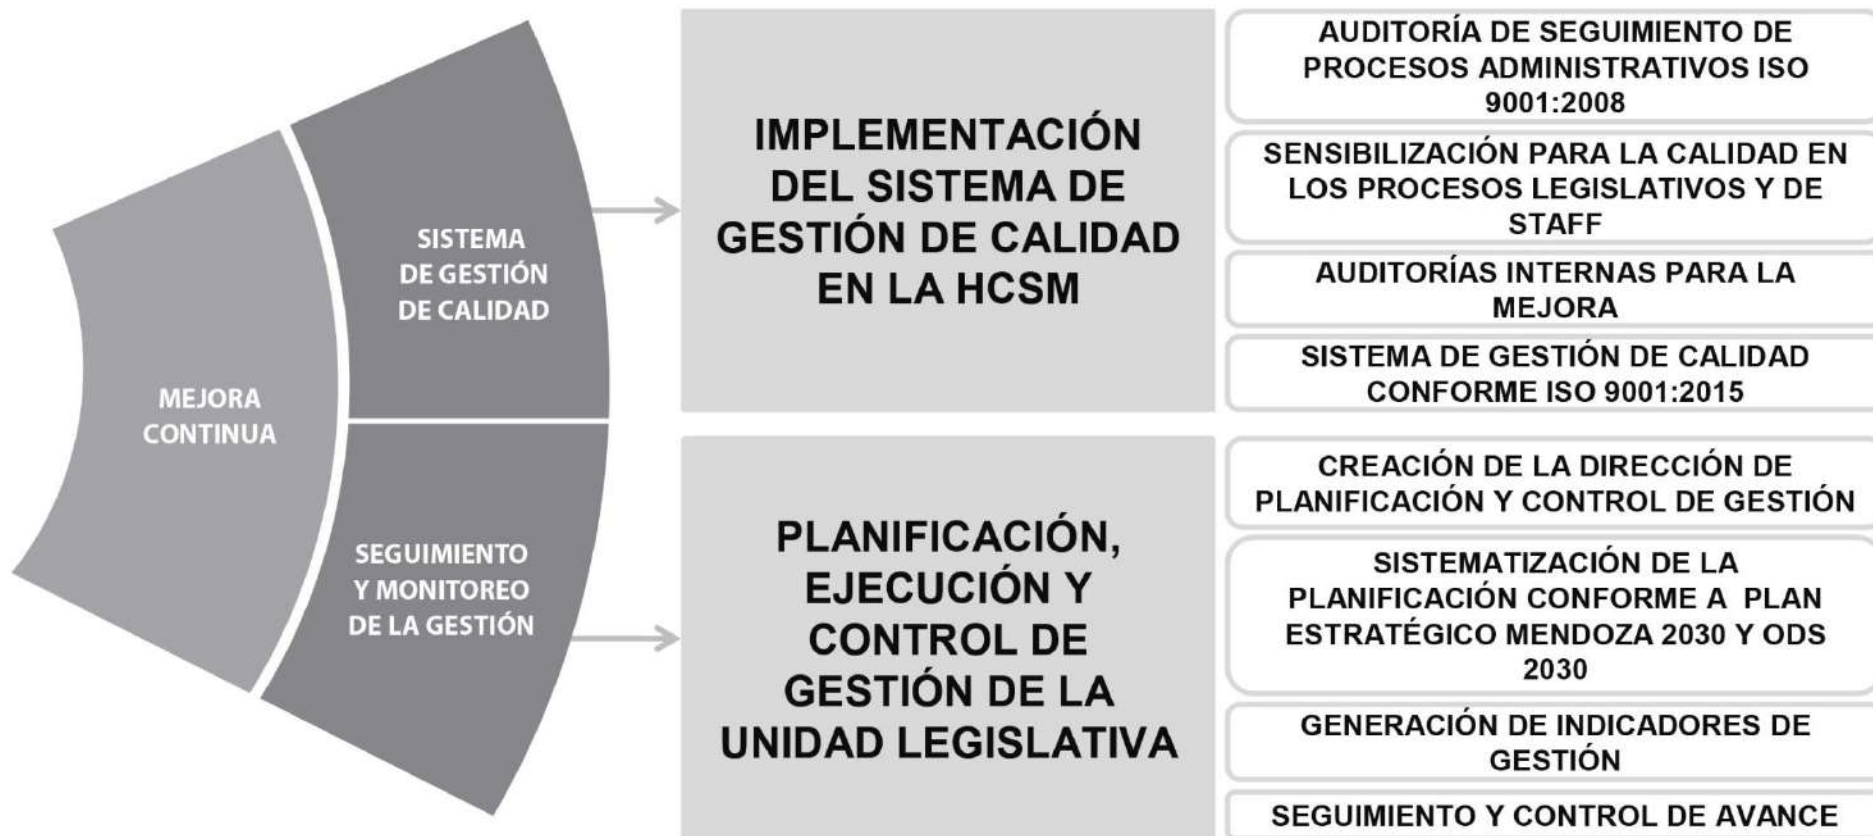 MEJORA
CONTINUA
SISTEMA
DE GESTIÓN
DE CALIDAD
SEGUIMIENTO
Y MONITOREO
DE LA GESTIÓN
IMPLEMENTACIÓN
DEL SISTEMA DE
GESTIÓN DE CALIDAD
EN LA HCSM
AUDITORÍA DE SEGUIMIENTO DE
PROCESOS ADMINISTRATIVOS ISO
9001:2008
SENSIBILIZACIÓN PARA LA CALIDAD EN
LOS PROCESOS LEGISLATIVOS Y DE
STAFF
AUDITORÍAS INTERNAS PARA LA
MEJORA
SISTEMA DE GESTIÓN DE CALIDAD
CONFORME ISO 9001:2015
PLANIFICACIÓN,
EJECUCIÓN Y
CONTROL DE
GESTIÓN DE LA
UNIDAD LEGISLATIVA
CREACIÓN DE LA DIRECCIÓN DE
PLANIFICACIÓN Y CONTROL DE GESTIÓN
SISTEMATIZACIÓN DE LA
PLANIFICACIÓN CONFORME A PLAN
ESTRATÉGICO MENDOZA 2030 Y ODS
2030
GENERACIÓN DE INDICADORES DE
GESTIÓN
SEGUIMIENTO Y CONTROL DE AVANCE